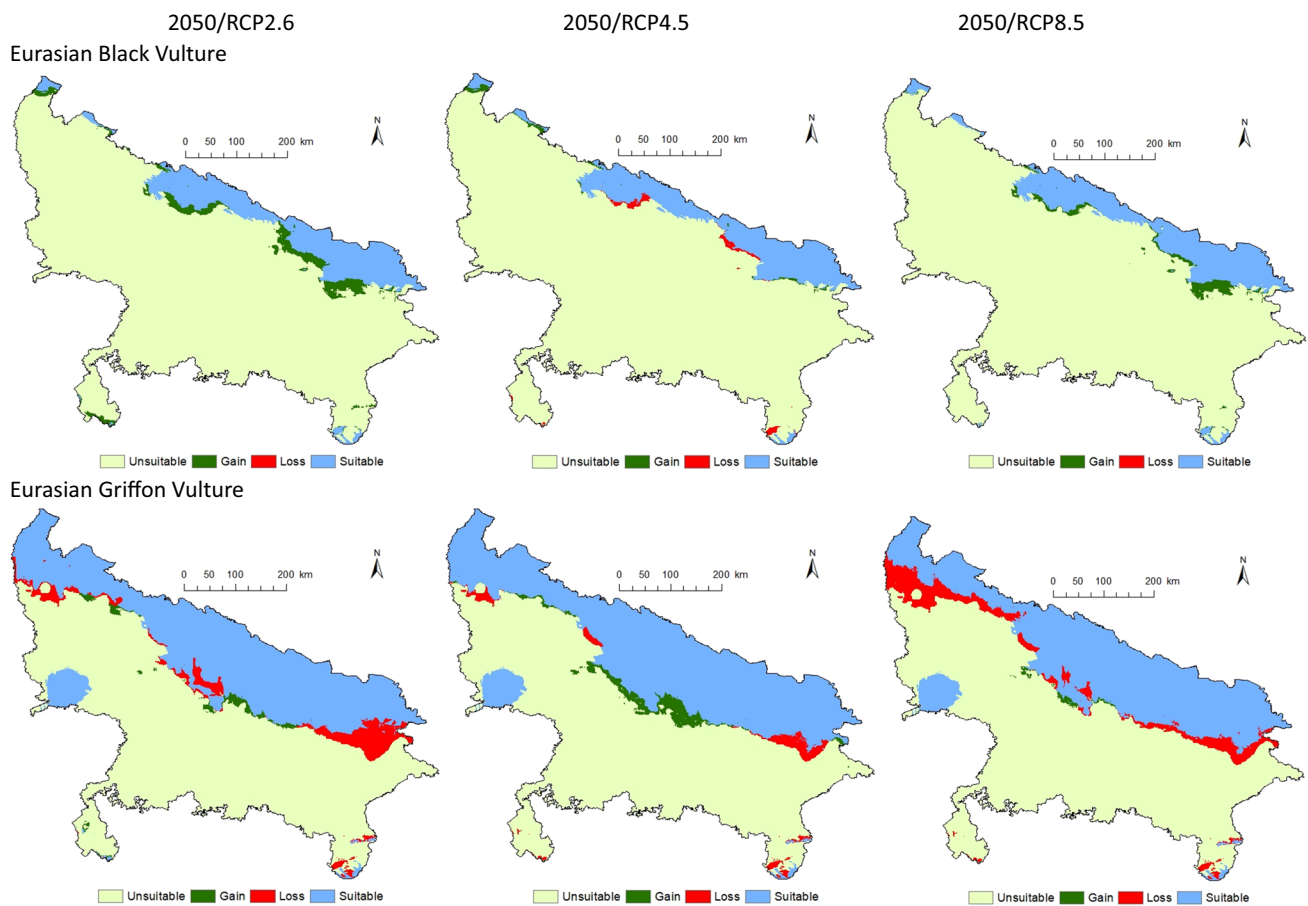 2050/RCP2.6 2050/RCP4.5 2050/RCP8.5
Eurasian Black Vulture
N N N
0 50 100 200 km 0 50 100 200 km 0 50 100 200 km
Unsuitable Gain Loss Suitable Unsuitable Gain Loss Suitable Unsuitable Gain Loss Suitable
Eurasian Griffon Vulture
N N N
0 50 100 200 km 0 50 100 200 km 0 50 100 200 km
Unsuitable Gain Loss Suitable Unsuitable Gain Loss Suitable Unsuitable Gain Loss Suitable